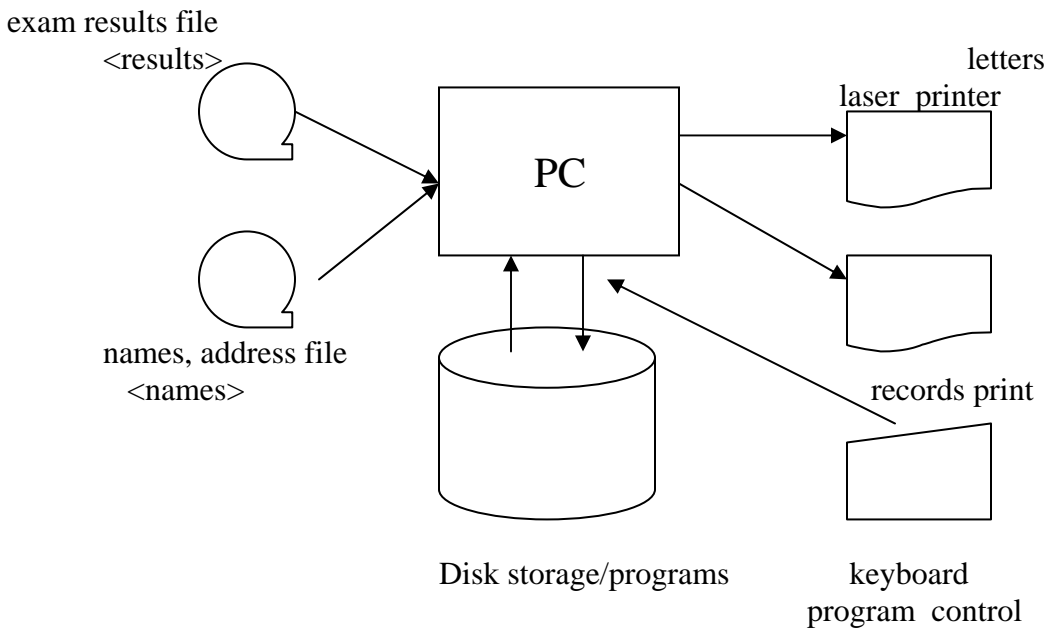 exam results file
<results>
letters
laser printer
PC
names, address file
<names>
records print
Disk storage/programs
keyboard
program control